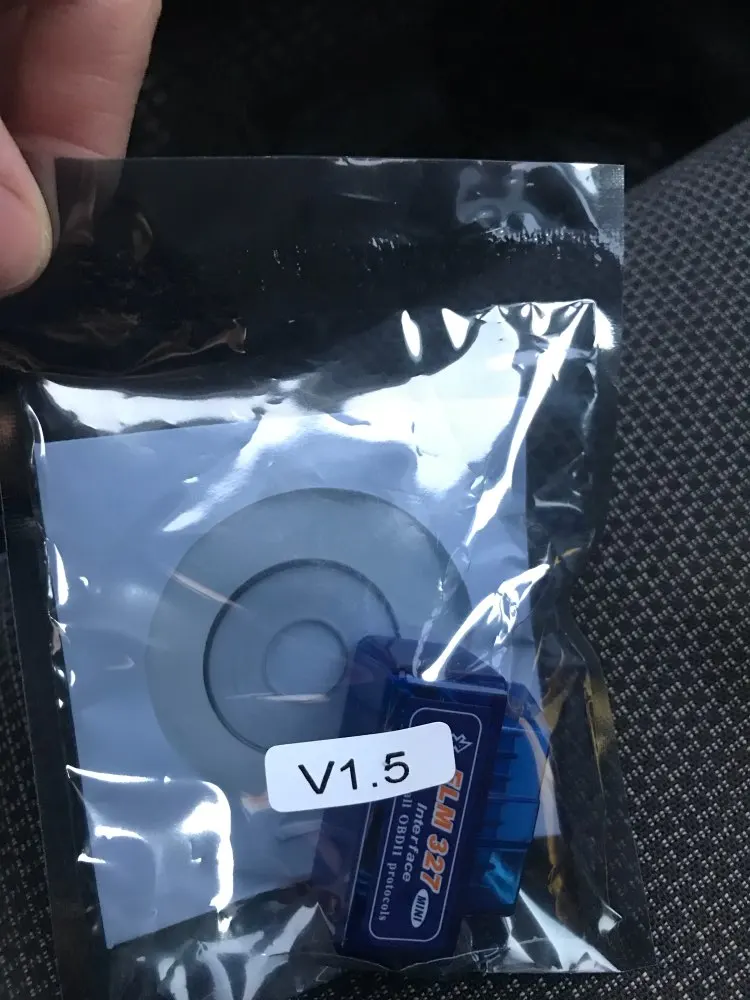 V1.5
ELM 327
Interface
all OBDII protocols
MINI